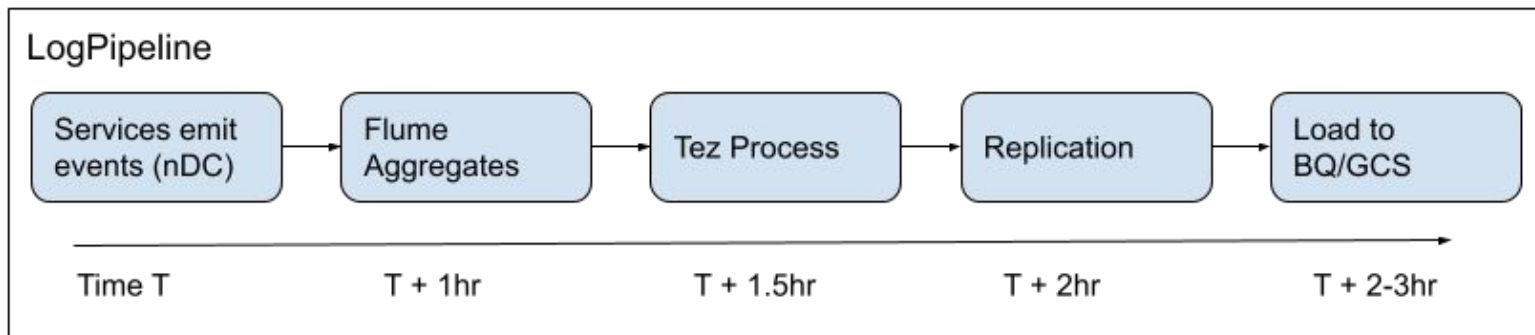 LogPipeline
Services emit
events (nDC)
Flume
Aggregates
Tez Process
Replication
Load to
BQ/GCS
Time T
T + 1hr
T + 1.5hr
T + 2hr
T + 2-3hr